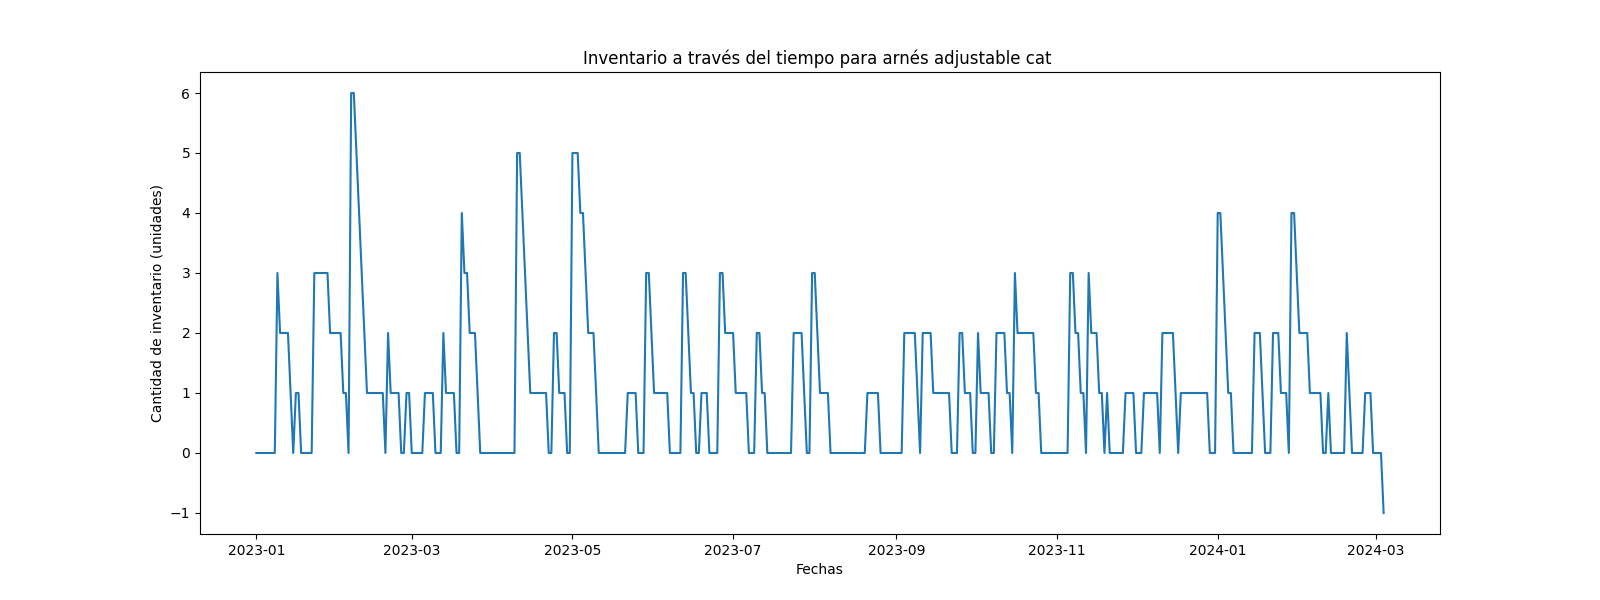 Inventario a través del tiempo para arnés adjustable cat
Cantidad de inventario (unidades)
6
5
4
3
2
1
0
−1
2023-01 2023-03 2023-05 2023-07 2023-09 2023-11 2024-01 2024-03
Fechas